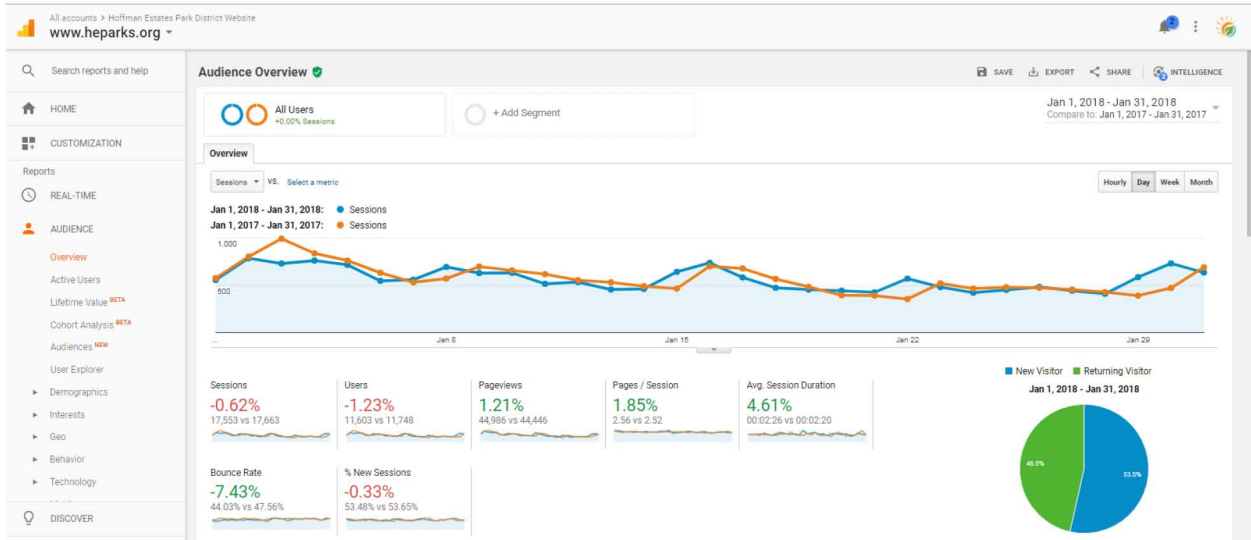 All accounts > Hoffman Estates Park District Website
www.heparks.org
2
Search reports and help
Audience Overview
SAVE EXPORT SHARE INTELLIGENCE
2
HOME
CUSTOMIZATION
Reports
REAL-TIME
AUDIENCE
Overview
Active Users
Lifetime Value BETA
Cohort Analysis BETA
Audiences NEW
User Explorer
Demographics
Interests
Geo
Behavior
Technology
DISCOVER
All Users
+0.00% Sessions
+ Add Segment
Jan 1, 2018 - Jan 31, 2018
Compare to: Jan 1, 2017 - Jan 31, 2017
Overview
Sessions VS. Select a metric
Hourly Day Week Month
Jan 1, 2018 - Jan 31, 2018: Sessions
Jan 1, 2017 - Jan 31, 2017: Sessions
1,000
500
... Jan 8 Jan 15 Jan 22 Jan 29
Sessions
-0.62%
17,553 vs 17,663
Users
-1.23%
11,603 vs 11,748
Pageviews
1.21%
44,986 vs 44,446
Pages / Session
1.85%
2.56 vs 2.52
Avg. Session Duration
4.61%
00:02:26 vs 00:02:20
Bounce Rate
-7.43%
44.03% vs 47.56%
% New Sessions
-0.33%
53.48% vs 53.65%
New Visitor Returning Visitor
Jan 1, 2018 - Jan 31, 2018
46.5%
53.5%